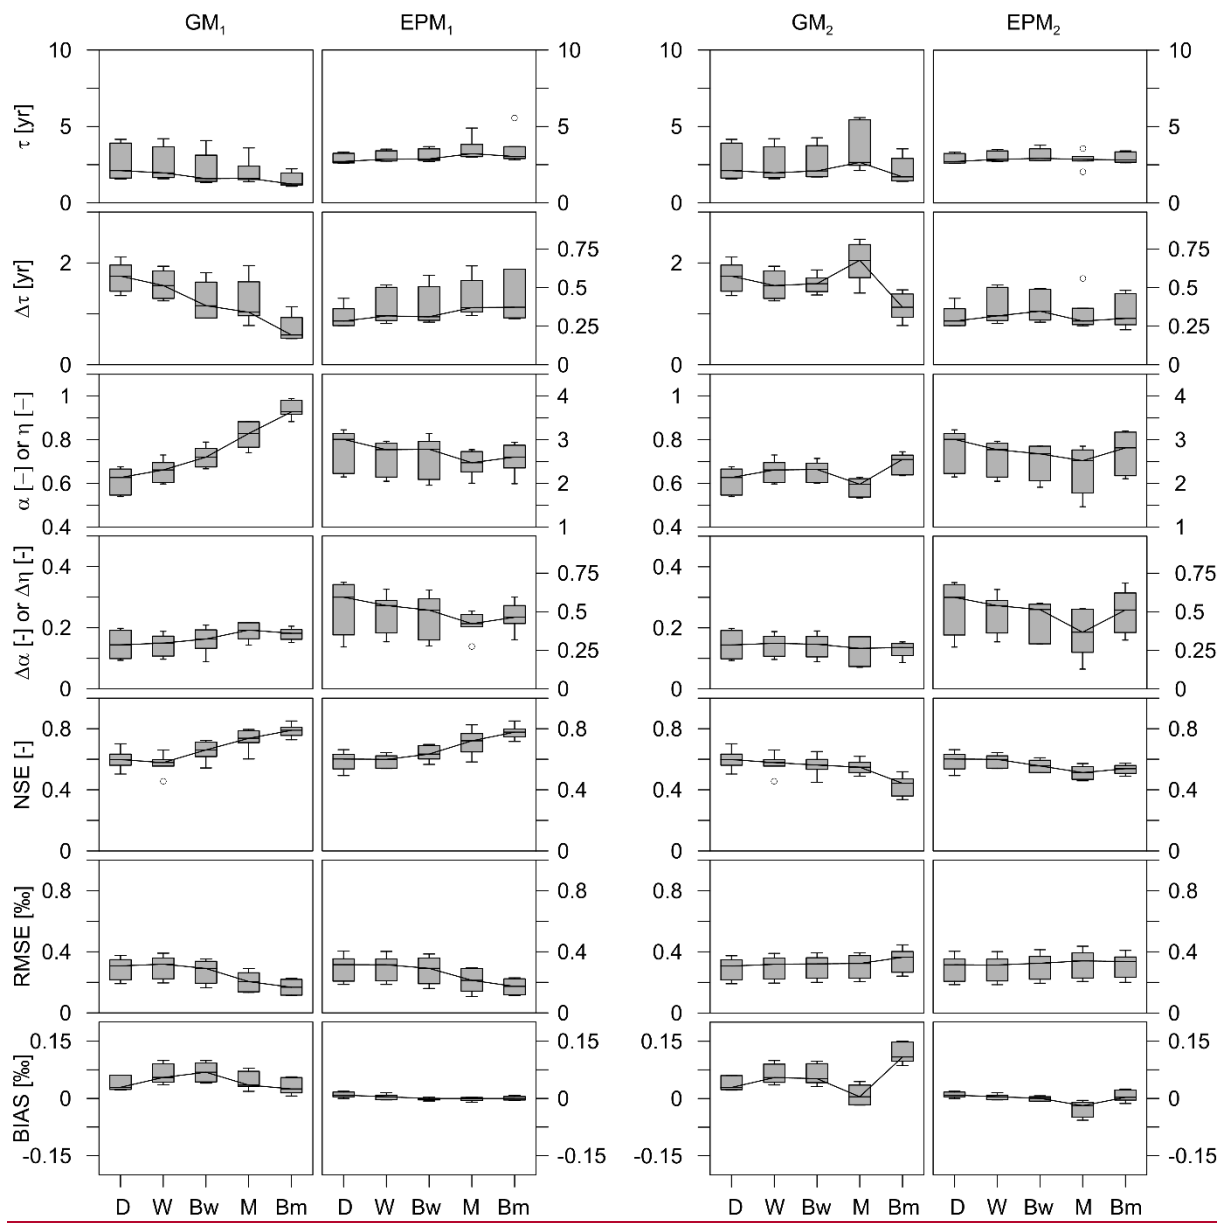 GM1 EPM1 GM2 EPM2
10 10 10 10
τ [yr] 5 5 5 5
0 0 0 0
Δτ [yr] 2 0.75 2 0.75
0.5 0.5
0.25 0.25
0 0 0 0
α [–] or η [–] 1 4 1 4
0.8 3 0.8 3
0.6 2 0.6 2
0.4 1 0.4 1
Δα [-] or Δη [-] 0.4 0.75 0.4 0.75
0.2 0.5 0.2 0.5
0.25 0.25
0 0 0 0
NSE [-] 0.8 0.8 0.8 0.8
0.4 0.4 0.4 0.4
0 0 0 0
RMSE [‰] 0.8 0.8 0.8 0.8
0.4 0.4 0.4 0.4
0 0 0 0
BIAS [‰] 0.15 0.15 0.15 0.15
0 0 0 0
-0.15 -0.15 -0.15 -0.15
D W Bw M Bm D W Bw M Bm D W Bw M Bm D W Bw M Bm